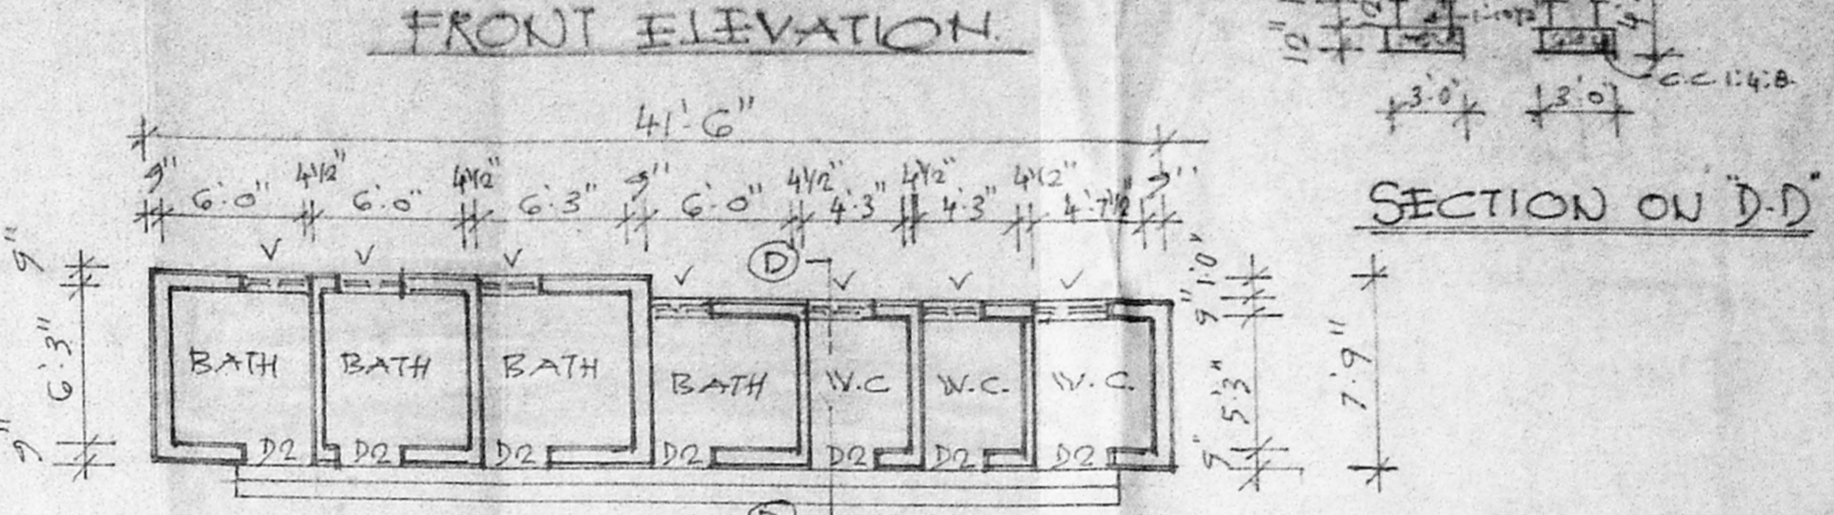 FRONT ELEVATION.
12"
3'.0" 3'.0"
C.C 1:4:8.
41'.6"
9" 6'.0" 4½" 6'.0" 4½" 6'.3" 9" 6'.0" 4½" 4'.3" 4½" 4'.3" 4½" 4'.7½" 9"
SECTION ON "D.D"
V V V V V V V
D
9" 6'.3" 9"
BATH BATH BATH BATH W.C W.C. W.C.
1'.0" 9" 5'.3" 9"
7'.9"
D2 D2 D2 D2 D2 D2 D2